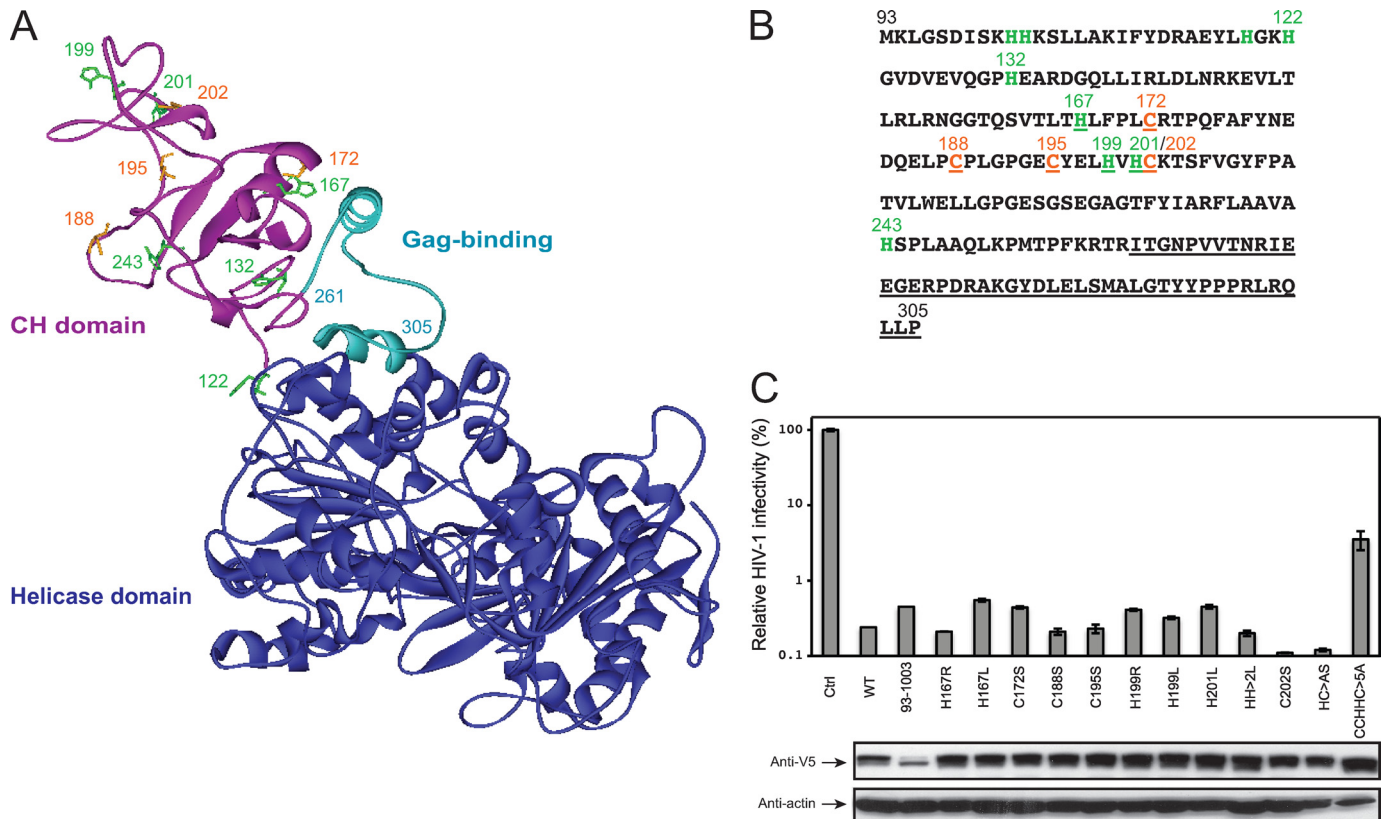 A
199
201
202
195
172
167
188
243
132
Gag-binding
261
CH domain
305
122
Helicase domain
B
93
122
MKLGSDISKHHKSLLAKIFYDRAEYLHGKH
132
GVDVEVQGPHEARDGQLLIRLDLNRKEVLT
167 172
LRLRNGGTQSVTLTHLFPLCRTPQFAFYNE
188 195 199 201/202
DQELPCPLGPGECYELHVHCKTSFVGYFPA
TVLWELLGPGESGSEGAGTFYIARFLAAVA
243
HSPLAAQLKPMTPFKRTRITGNPVVTNRIE
EGERPDRAKGYDLELSMALGTYYPPPRLRQ
305
LLP
C
Relative HIV-1 infectivity (%)
100
10
1
0.1
Ctrl
WT
93-1003
H167R
H167L
C172S
C188S
C195S
H199R
H199L
H201L
HH>2L
C202S
HC>AS
CCHHC>5A
Anti-V5
Anti-actin